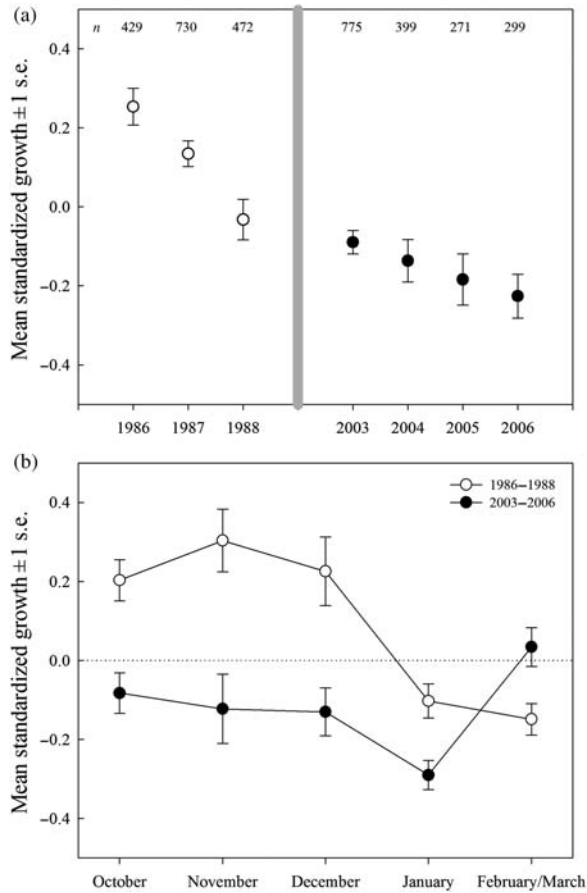 (a)
n 429 730 472 775 399 271 299
0.4
0.2
0.0
−0.2
−0.4
Mean standardized growth ± 1 s.e.
1986 1987 1988 2003 2004 2005 2006
(b)
1986−1988
2003−2006
0.4
0.2
0.0
−0.2
−0.4
Mean standardized growth ± 1 s.e.
October November December January February/March